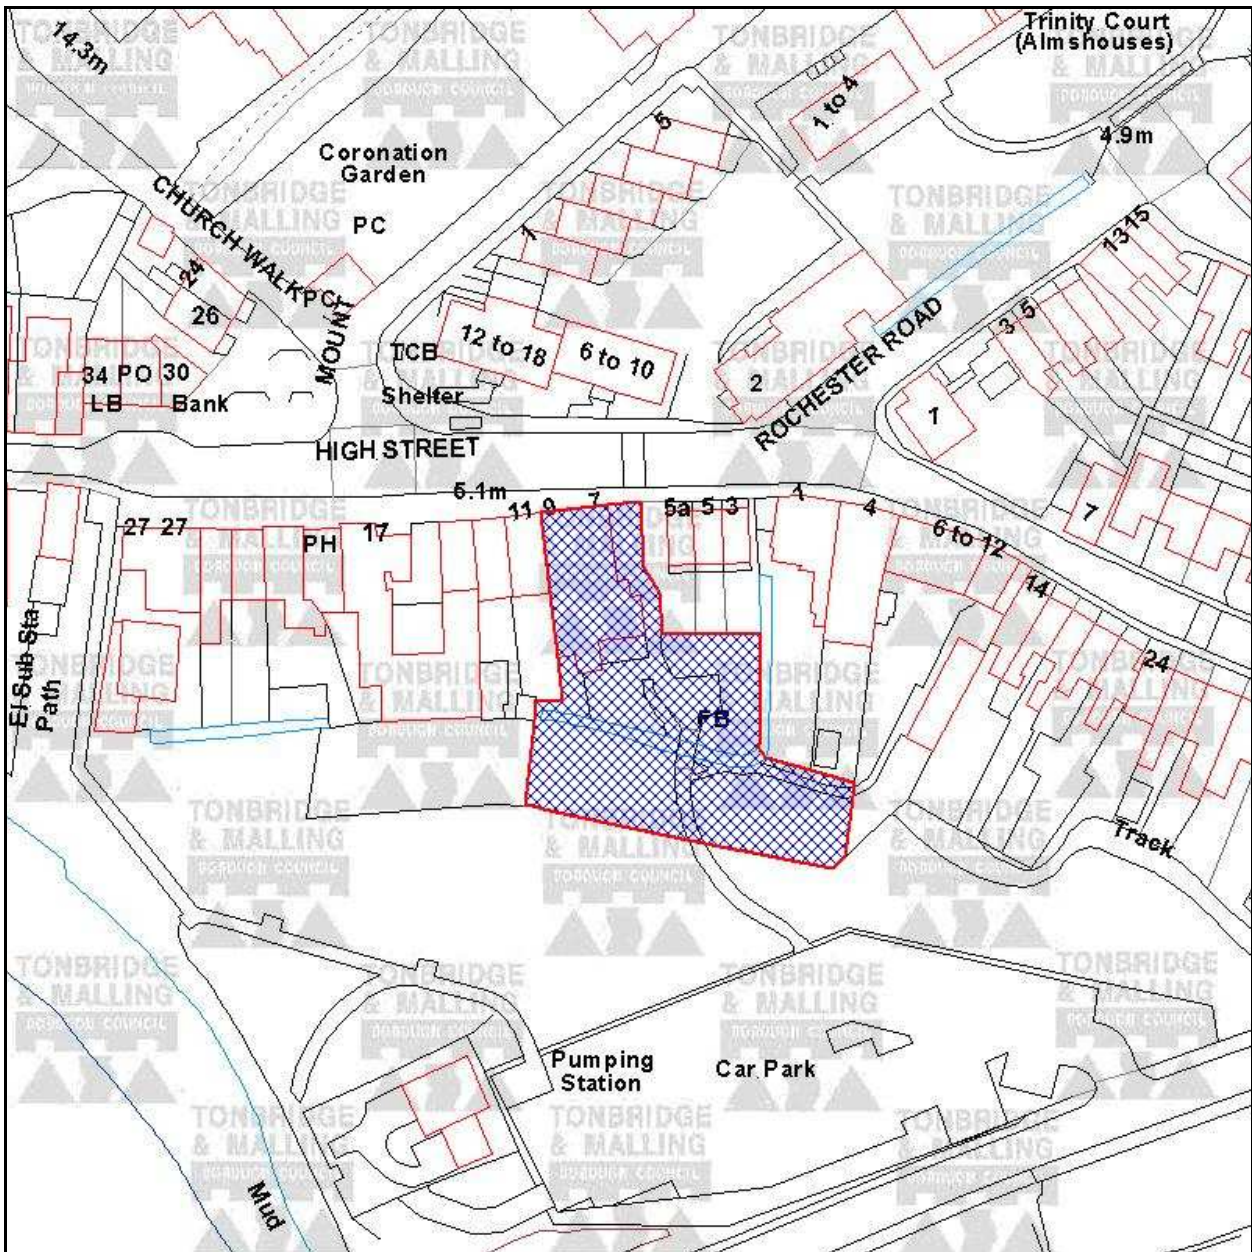 Trinity Court
(Almshouses)
14.3m
1 to 4
5
4.9m
Coronation
Garden
CHURCH WALK
PC
1
13 15
24
PC
26
MOUNT
3 5
TCB
12 to 18
6 to 10
ROCHESTER ROAD
34 PO 30
2
LB
Bank
Shelter
1
HIGH STREET
5.1m
11 9
7
5a 5 3
1
4
7
27 27
PH
17
6 to 12
14
24
El Sub Sta
Path
FB
Track
Pumping
Station
Car Park
Mud
TONBRIDGE
& MALLING
BOROUGH COUNCIL